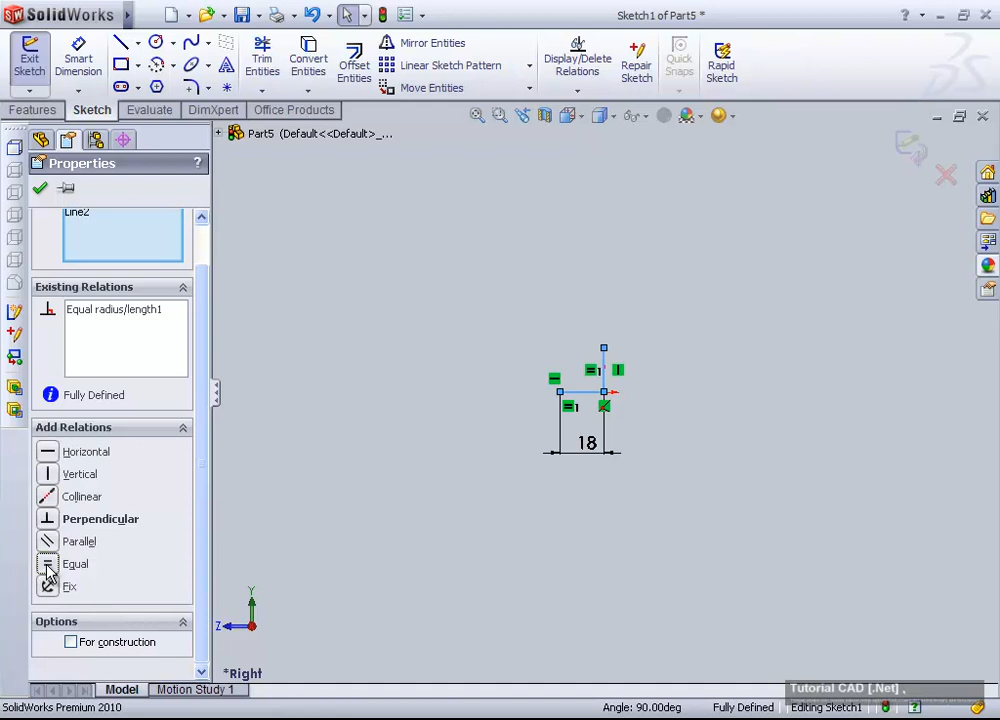 SolidWorks
Sketch1 of Part5 *
Exit Sketch
Smart Dimension
Trim Entities
Convert Entities
Offset Entities
Mirror Entities
Linear Sketch Pattern
Move Entities
Display/Delete Relations
Repair Sketch
Quick Snaps
Rapid Sketch
Features
Sketch
Evaluate
DimXpert
Office Products
Part5 (Default<<Default>_...
Properties
?
Line2
Existing Relations
Equal radius/length1
Fully Defined
Add Relations
Horizontal
Vertical
Collinear
Perpendicular
Parallel
Equal
Fix
Options
For construction
1
1
18
Y
Z
*Right
Model
Motion Study 1
Tutorial CAD [.Net] ,
SolidWorks Premium 2010
Angle: 90.00deg
Fully Defined
Editing Sketch1